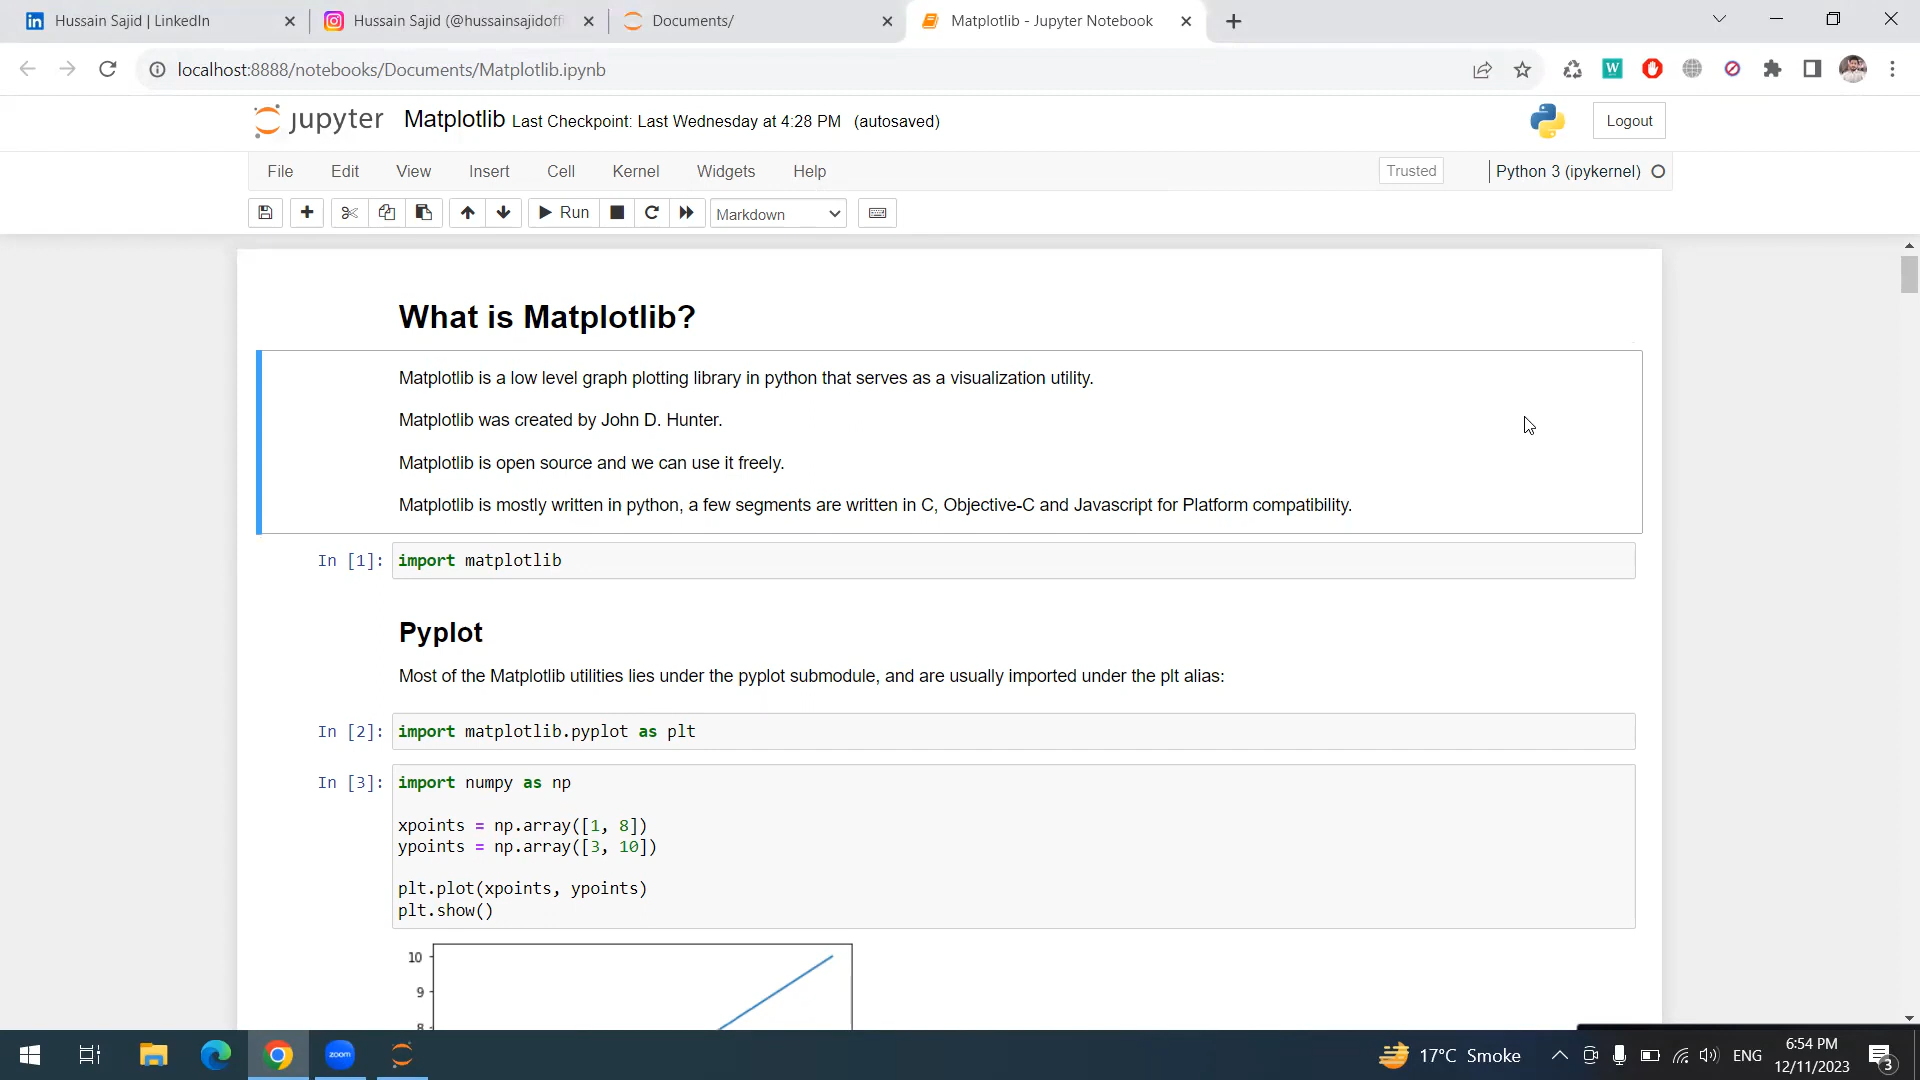 Hussain Sajid | LinkedIn
Hussain Sajid (@hussainsajidoffi
Documents/
Matplotlib - Jupyter Notebook
localhost:8888/notebooks/Documents/Matplotlib.ipynb
jupyter
Matplotlib Last Checkpoint: Last Wednesday at 4:28 PM (autosaved)
Logout
File Edit View Insert Cell Kernel Widgets Help
Trusted
Python 3 (ipykernel)
Run
Markdown
What is Matplotlib?
Matplotlib is a low level graph plotting library in python that serves as a visualization utility.
Matplotlib was created by John D. Hunter.
Matplotlib is open source and we can use it freely.
Matplotlib is mostly written in python, a few segments are written in C, Objective-C and Javascript for Platform compatibility.
In [1]: import matplotlib
Pyplot
Most of the Matplotlib utilities lies under the pyplot submodule, and are usually imported under the plt alias:
In [2]: import matplotlib.pyplot as plt
In [3]: import numpy as np
xpoints = np.array([1, 8])
ypoints = np.array([3, 10])
plt.plot(xpoints, ypoints)
plt.show()
10
9
8
zoom
17°C Smoke
ENG
6:54 PM
12/11/2023
3